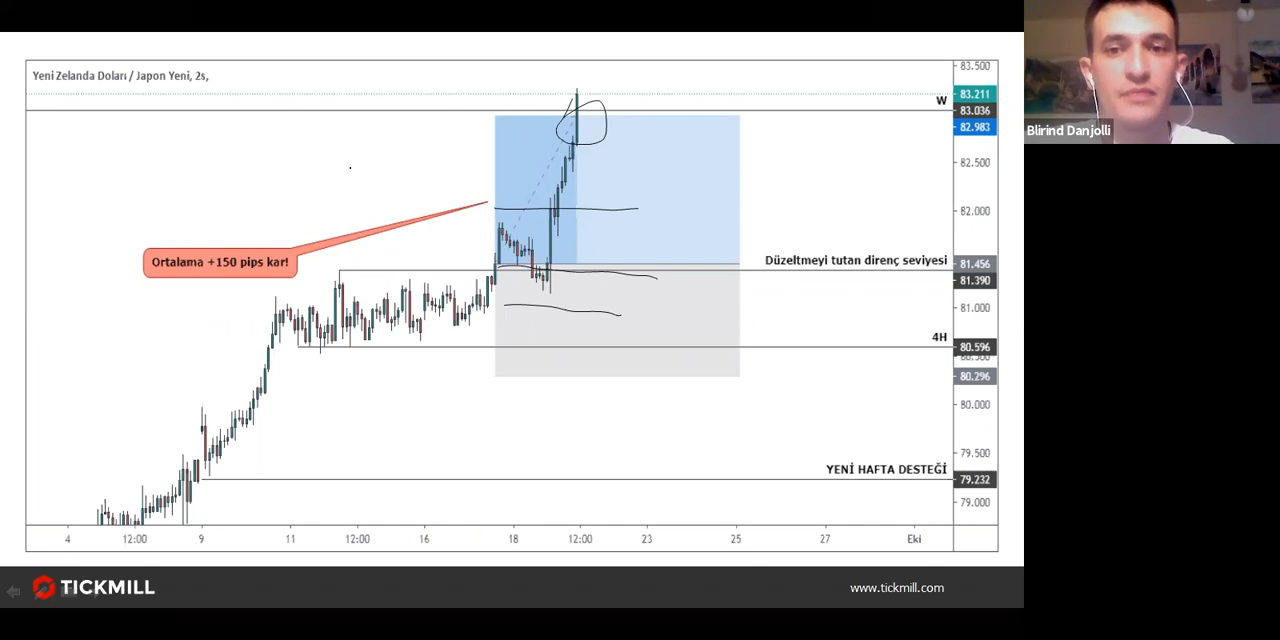 Yeni Zelanda Doları / Japon Yeni, 2s,
83.500
W
83.211
83.036
82.983
Blirind Danjolli
82.500
82.000
Ortalama +150 pips kar!
Düzeltmeyi tutan direnç seviyesi
81.456
81.390
81.000
4H
80.596
80.500
80.296
80.000
79.500
YENİ HAFTA DESTEĞİ
79.232
79.000
4
12:00
9
11
12:00
16
18
12:00
23
25
27
Eki
TICKMILL
www.tickmill.com